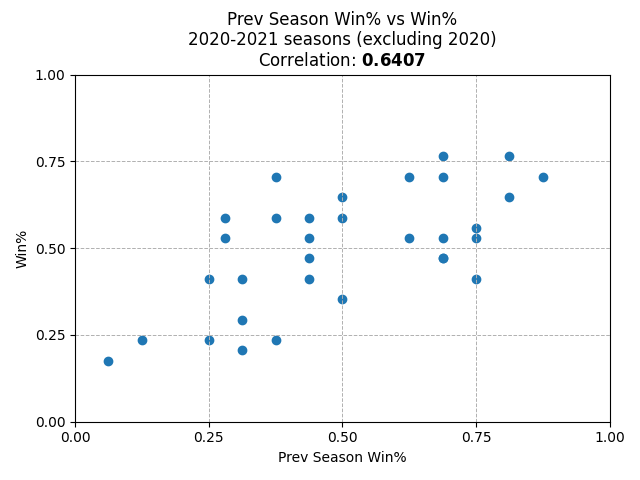 Prev Season Win% vs Win%
2020-2021 seasons (excluding 2020)
Correlation: 0.6407
1.00
0.75
0.50
0.25
0.00
Win%
0.00 0.25 0.50 0.75 1.00
Prev Season Win%